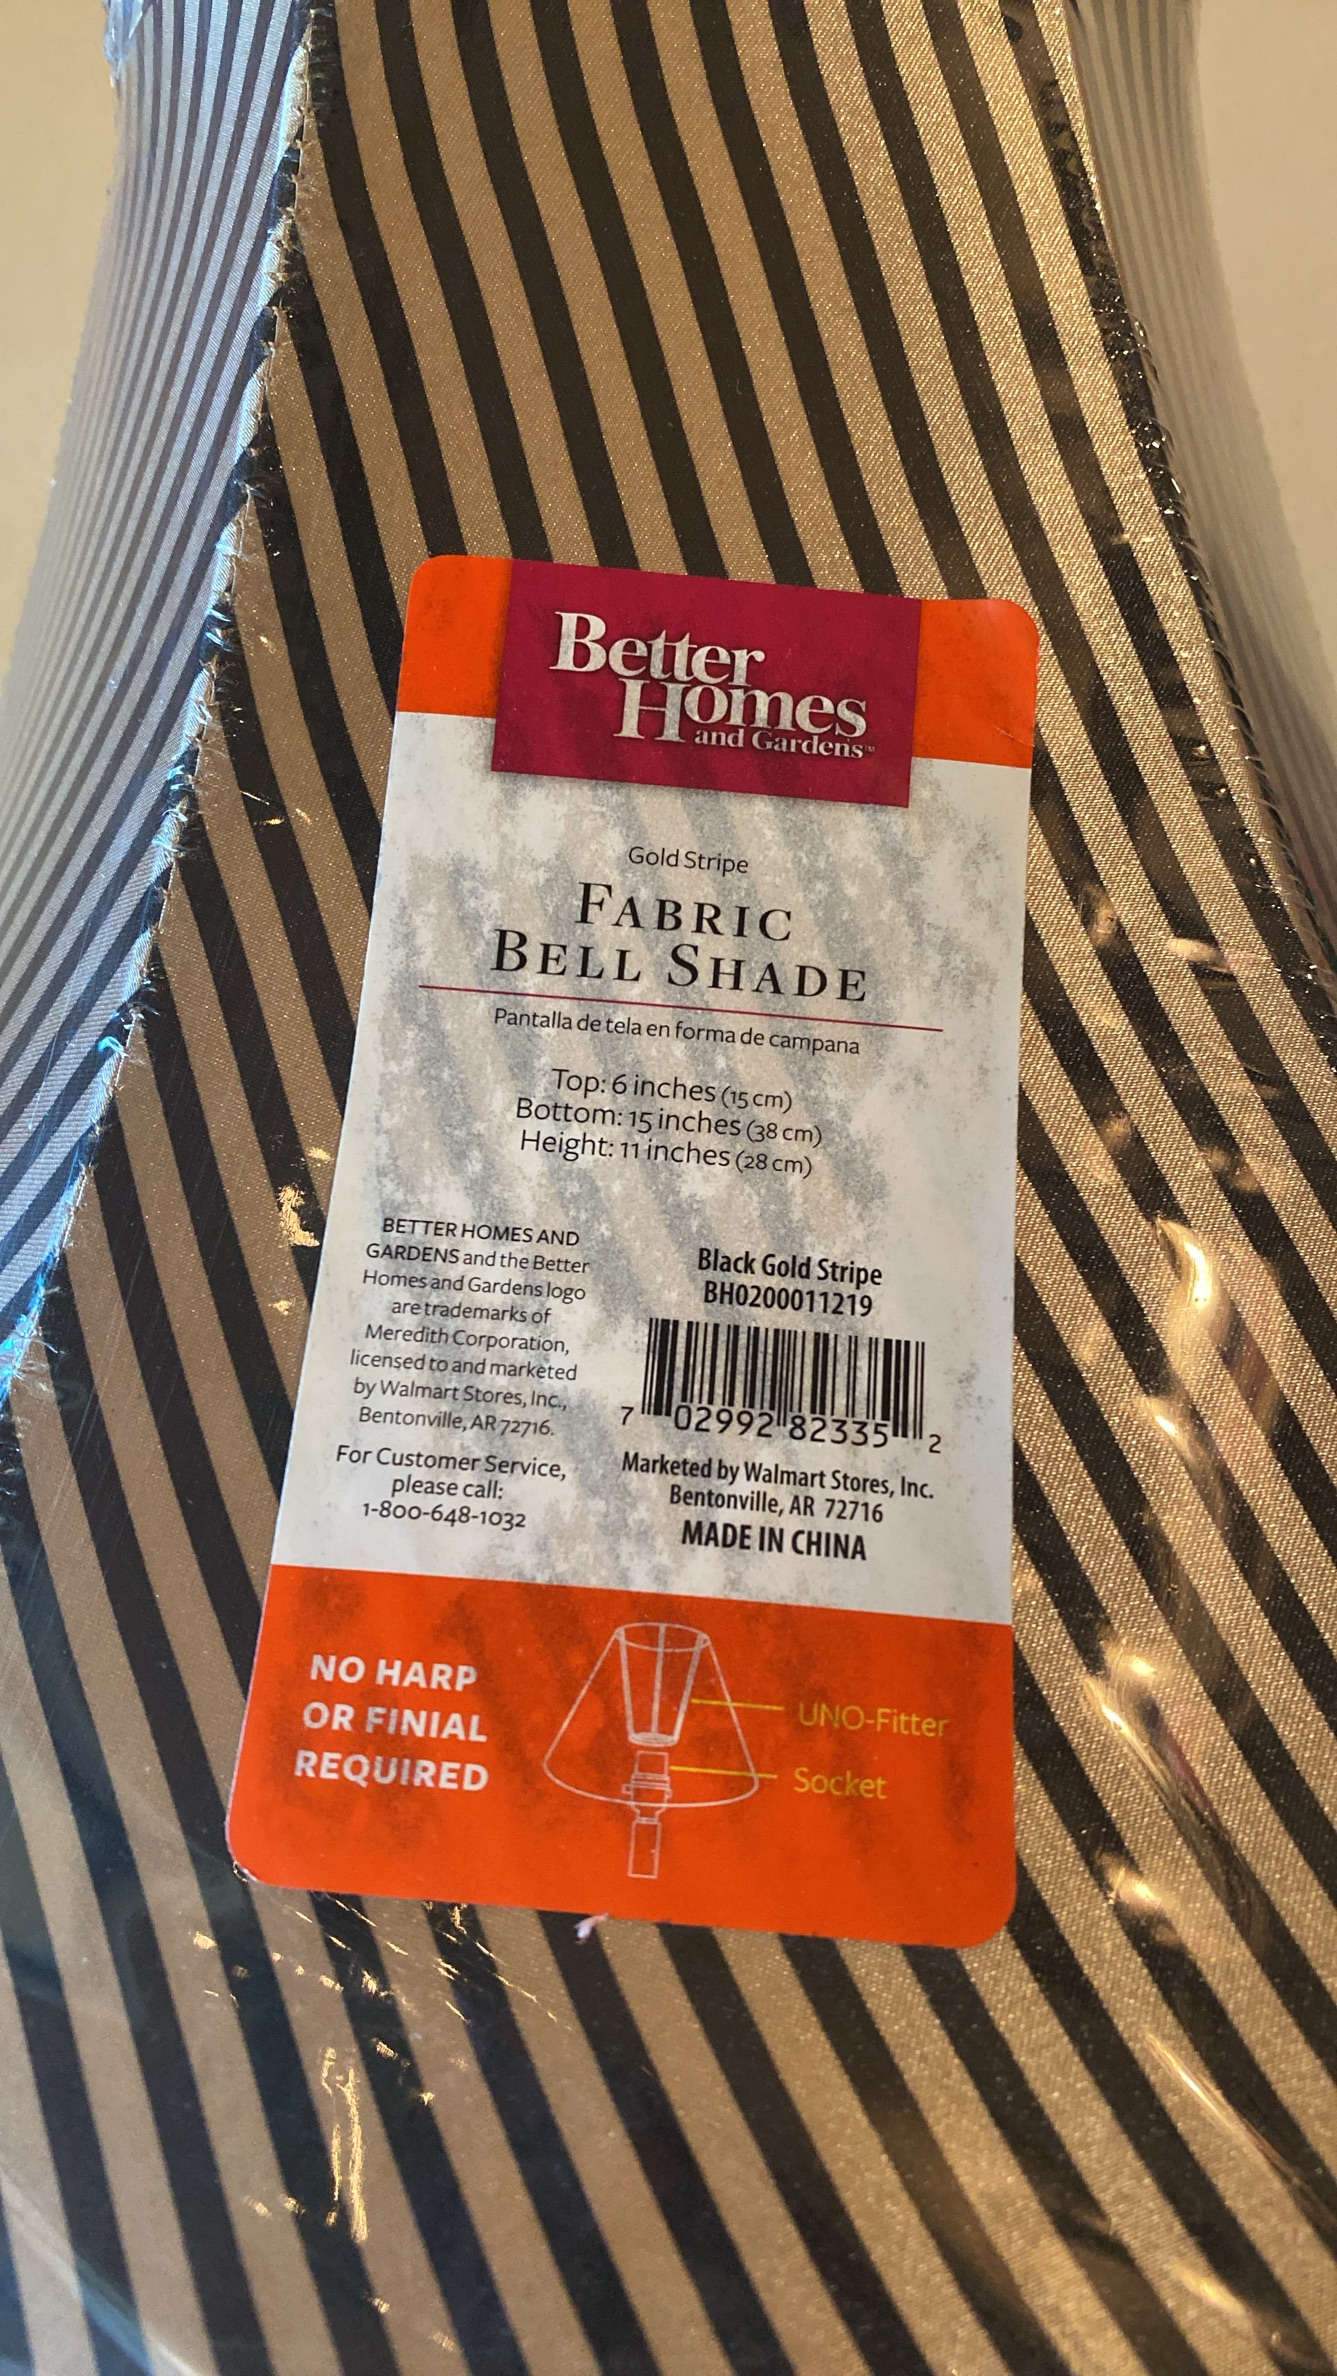 Better
Homes
and Gardens™
Gold Stripe
FABRIC
BELL SHADE
Pantalla de tela en forma de campana
Top: 6 inches (15 cm)
Bottom: 15 inches (38 cm)
Height: 11 inches (28 cm)
BETTER HOMES AND
GARDENS and the Better
Homes and Gardens logo
are trademarks of
Meredith Corporation,
licensed to and marketed
by Walmart Stores, Inc.,
Bentonville, AR 72716.
For Customer Service,
please call:
1-800-648-1032
Black Gold Stripe
BH0200011219
7 02992 82335 2
Marketed by Walmart Stores, Inc.
Bentonville, AR 72716
MADE IN CHINA
NO HARP
OR FINIAL
REQUIRED
UNO-Fitter
Socket